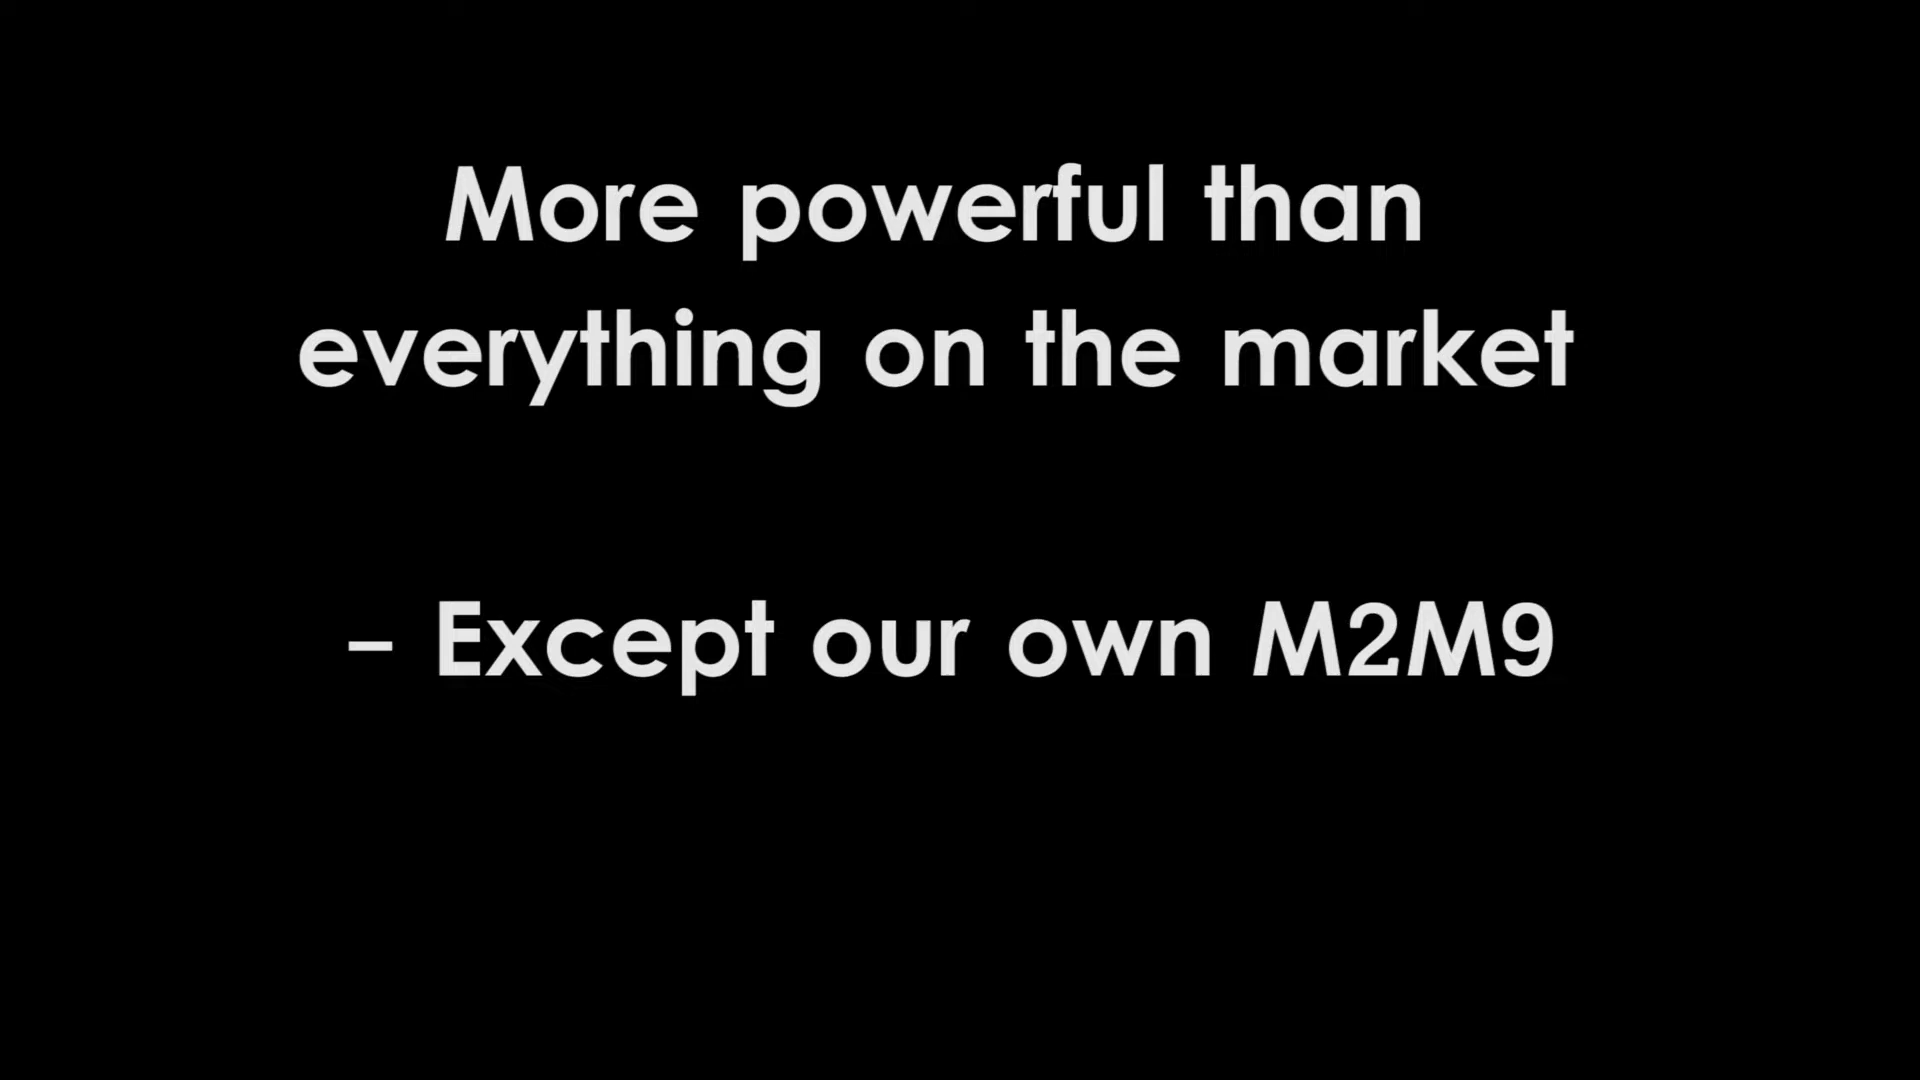 More powerful than
everything on the market
– Except our own M2M9